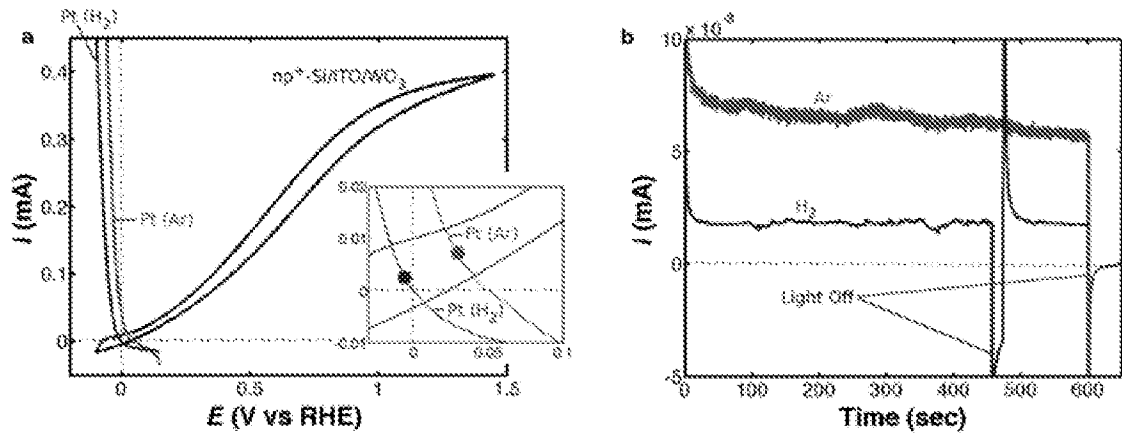 a
Pt (H2)
np+-Si/ITO/WO3
Pt (Ar)
I (mA)
0.4
0.3
0.2
0.1
0
0
0.5
1
1.5
E (V vs RHE)
0.02
0.01
0
-0.01
0
0.05
0.1
Pt (Ar)
Pt (H2)
b
Ar
H2
Light Off
I (mA)
5
0
-5
0
100
200
300
400
500
600
Time (sec)